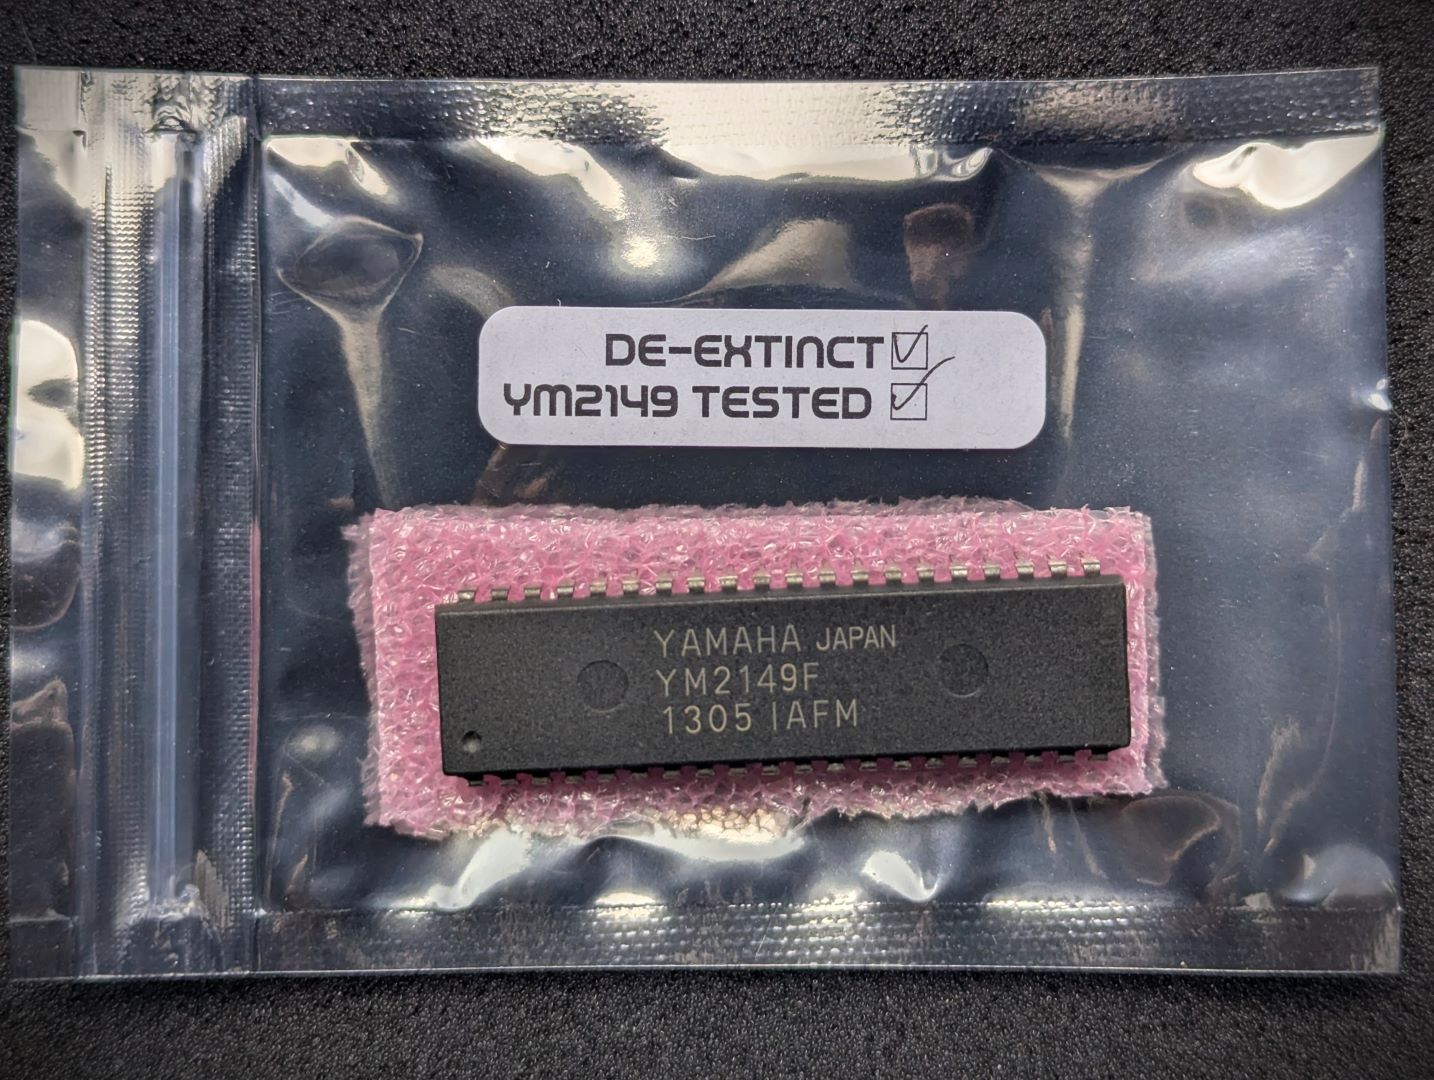 DE-EXTINCT
YM2149 TESTED
YAMAHA JAPAN
YM2149F
1305 IAFM